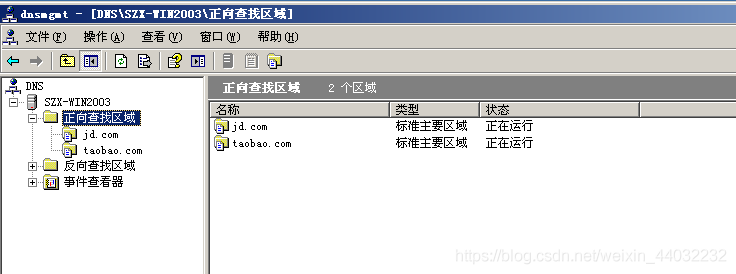 dnsmgmt - [DNS\SZX-WIN2003\正向查找区域]
文件(F) 操作(A) 查看(V) 窗口(W) 帮助(H)
DNS
SZX-WIN2003
正向查找区域
jd.com
taobao.com
反向查找区域
事件查看器
正向查找区域 2 个区域
名称 类型 状态
jd.com 标准主要区域 正在运行
taobao.com 标准主要区域 正在运行
https://blog.csdn.net/weixin_44032232